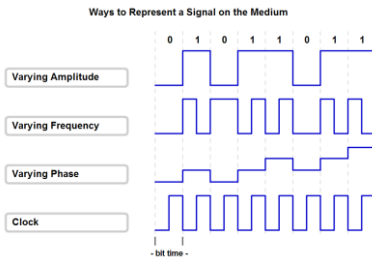 Ways to Represent a Signal on the Medium
0 1 0 1 1 0 1 1
Varying Amplitude
Varying Frequency
Varying Phase
Clock
- bit time -